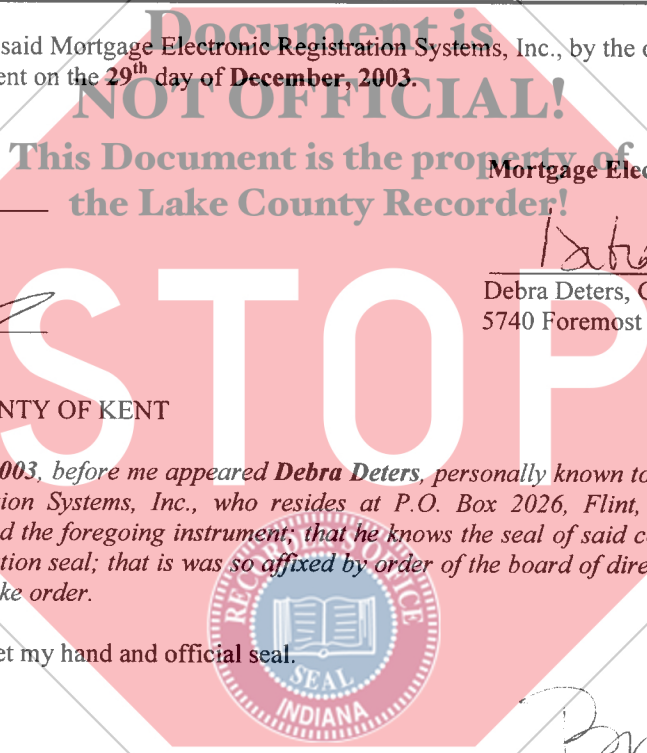 Document is
said Mortgage Electronic Registration Systems, Inc., by the
ent on the 29th day of December, 2003.
NOT OFFICIAL!
This Document is the property of
Mortgage Elec
the Lake County Recorder!
Debra Deters,
5740 Foremost
STOP
NTY OF KENT
003, before me appeared Debra Deters, personally known to
ion Systems, Inc., who resides at P.O. Box 2026, Flint,
d the foregoing instrument; that he knows the seal of said c
tion seal; that is was so affixed by order of the board of dire
ke order.
RECORDER'S OFFICE
et my hand and official seal.
SEAL
INDIANA